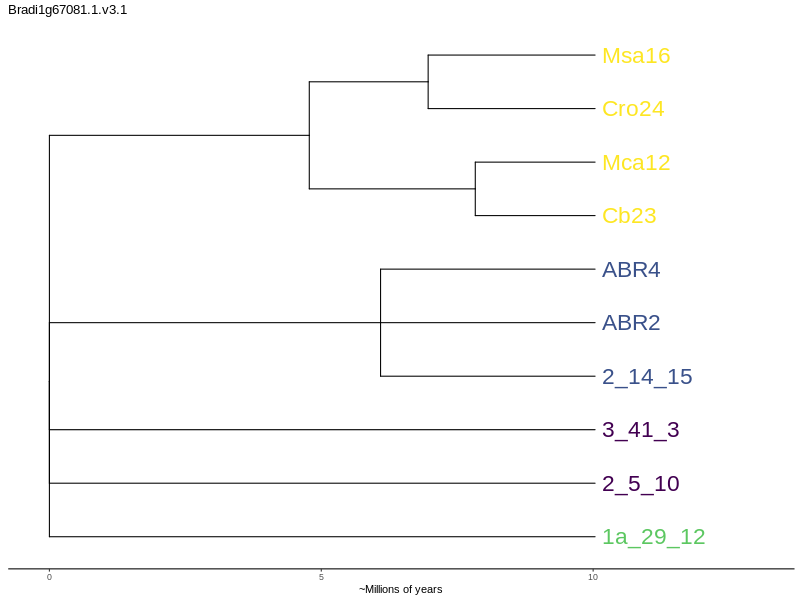 Bradi1g67081.1.v3.1
Msa16
Cro24
Mca12
Cb23
ABR4
ABR2
2_14_15
3_41_3
2_5_10
1a_29_12
0 5 10
~Millions of years